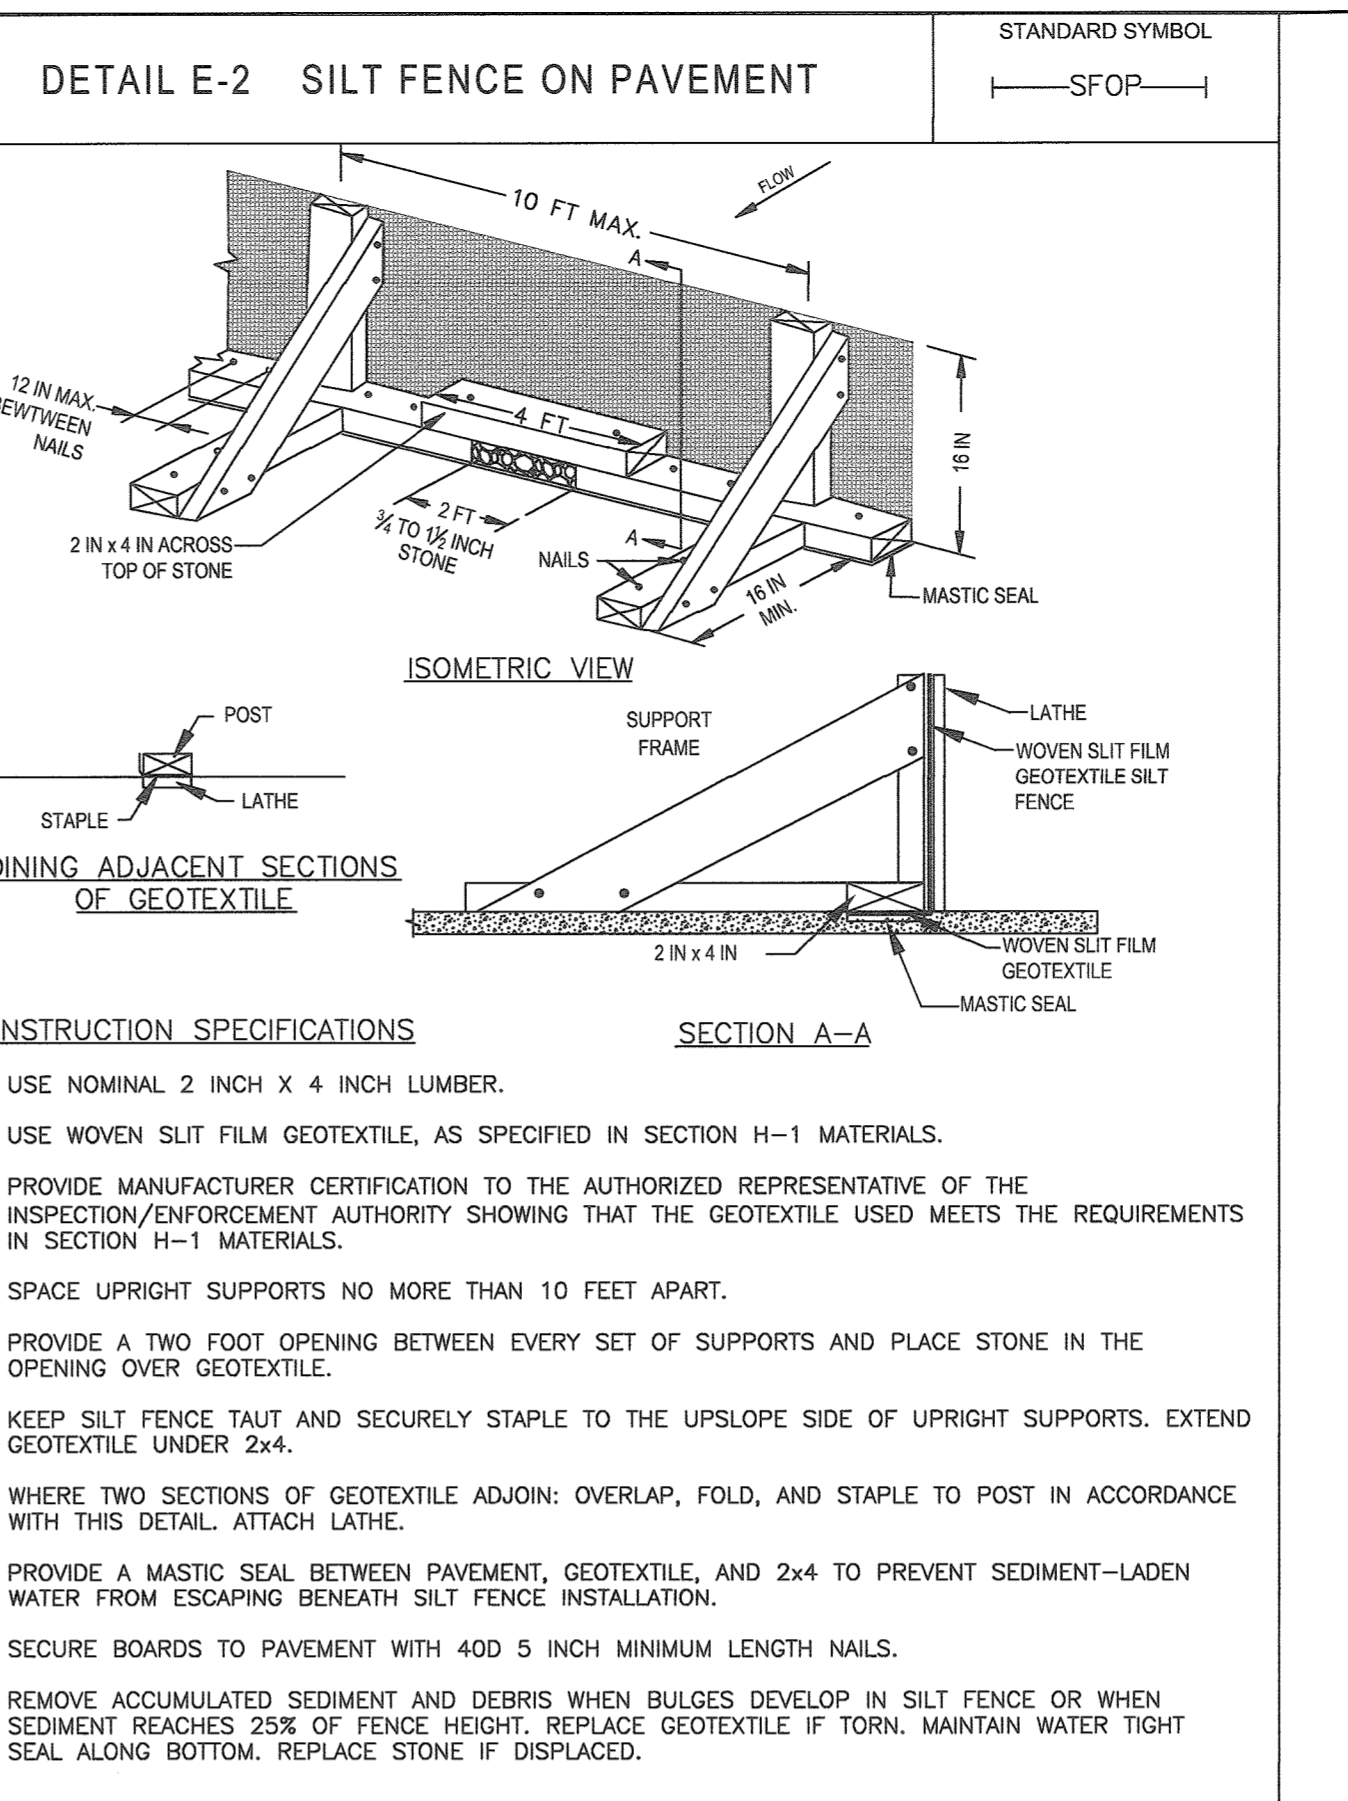 DETAIL E-2 SILT FENCE ON PAVEMENT
STANDARD SYMBOL
SFOP
FLOW
10 FT MAX.
A
12 IN MAX.
BEWTWEEN
NAILS
4 FT
16 IN
2 FT
3/4 TO 1 1/2 INCH
STONE
2 IN x 4 IN ACROSS
TOP OF STONE
A
NAILS
16 IN
MIN.
MASTIC SEAL
ISOMETRIC VIEW
POST
STAPLE
LATHE
OINING ADJACENT SECTIONS
OF GEOTEXTILE
SUPPORT
FRAME
LATHE
WOVEN SLIT FILM
GEOTEXTILE SILT
FENCE
2 IN x 4 IN
WOVEN SLIT FILM
GEOTEXTILE
MASTIC SEAL
SECTION A-A
NSTRUCTION SPECIFICATIONS
USE NOMINAL 2 INCH X 4 INCH LUMBER.
USE WOVEN SLIT FILM GEOTEXTILE, AS SPECIFIED IN SECTION H-1 MATERIALS.
PROVIDE MANUFACTURER CERTIFICATION TO THE AUTHORIZED REPRESENTATIVE OF THE
INSPECTION/ENFORCEMENT AUTHORITY SHOWING THAT THE GEOTEXTILE USED MEETS THE REQUIREMENTS
IN SECTION H-1 MATERIALS.
SPACE UPRIGHT SUPPORTS NO MORE THAN 10 FEET APART.
PROVIDE A TWO FOOT OPENING BETWEEN EVERY SET OF SUPPORTS AND PLACE STONE IN THE
OPENING OVER GEOTEXTILE.
KEEP SILT FENCE TAUT AND SECURELY STAPLE TO THE UPSLOPE SIDE OF UPRIGHT SUPPORTS. EXTEND
GEOTEXTILE UNDER 2x4.
WHERE TWO SECTIONS OF GEOTEXTILE ADJOIN: OVERLAP, FOLD, AND STAPLE TO POST IN ACCORDANCE
WITH THIS DETAIL. ATTACH LATHE.
PROVIDE A MASTIC SEAL BETWEEN PAVEMENT, GEOTEXTILE, AND 2x4 TO PREVENT SEDIMENT-LADEN
WATER FROM ESCAPING BENEATH SILT FENCE INSTALLATION.
SECURE BOARDS TO PAVEMENT WITH 40D 5 INCH MINIMUM LENGTH NAILS.
REMOVE ACCUMULATED SEDIMENT AND DEBRIS WHEN BULGES DEVELOP IN SILT FENCE OR WHEN
SEDIMENT REACHES 25% OF FENCE HEIGHT. REPLACE GEOTEXTILE IF TORN. MAINTAIN WATER TIGHT
SEAL ALONG BOTTOM. REPLACE STONE IF DISPLACED.